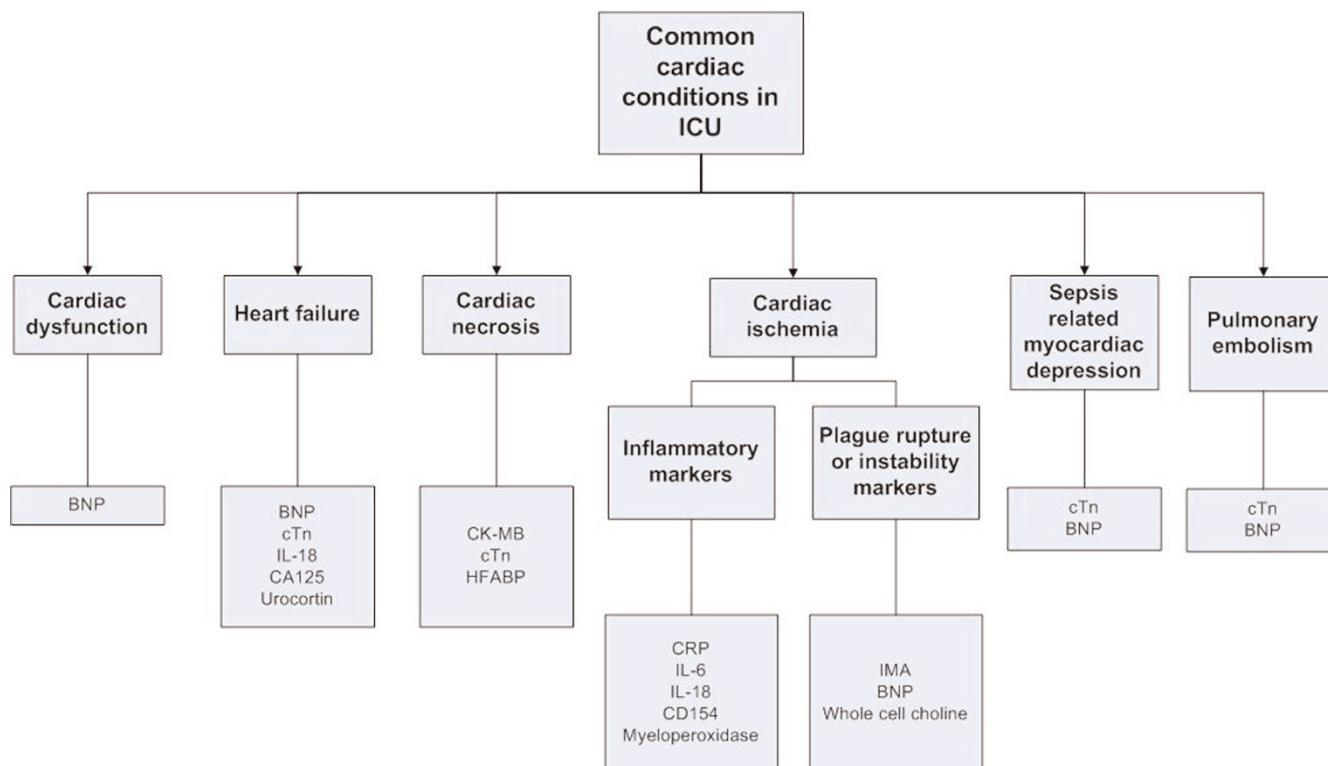 Common
cardiac
conditions in
ICU
Cardiac
dysfunction
Heart failure
Cardiac
necrosis
Cardiac
ischemia
Sepsis
related
myocardiac
depression
Pulmonary
embolism
Inflammatory
markers
Plague rupture
or instability
markers
BNP
BNP
cTn
IL-18
CA125
Urocortin
CK-MB
cTn
HFABP
CRP
IL-6
IL-18
CD154
Myeloperoxidase
IMA
BNP
Whole cell choline
cTn
BNP
cTn
BNP